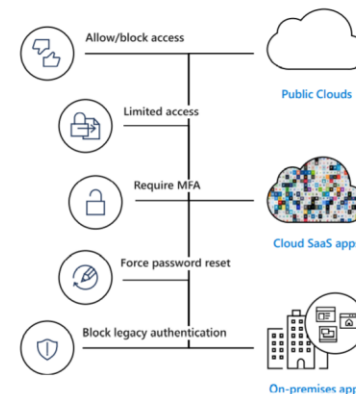 Allow/block access
Public Clouds
Limited access
Require MFA
Cloud SaaS apps
Force password reset
Block legacy authentication
On-premises app